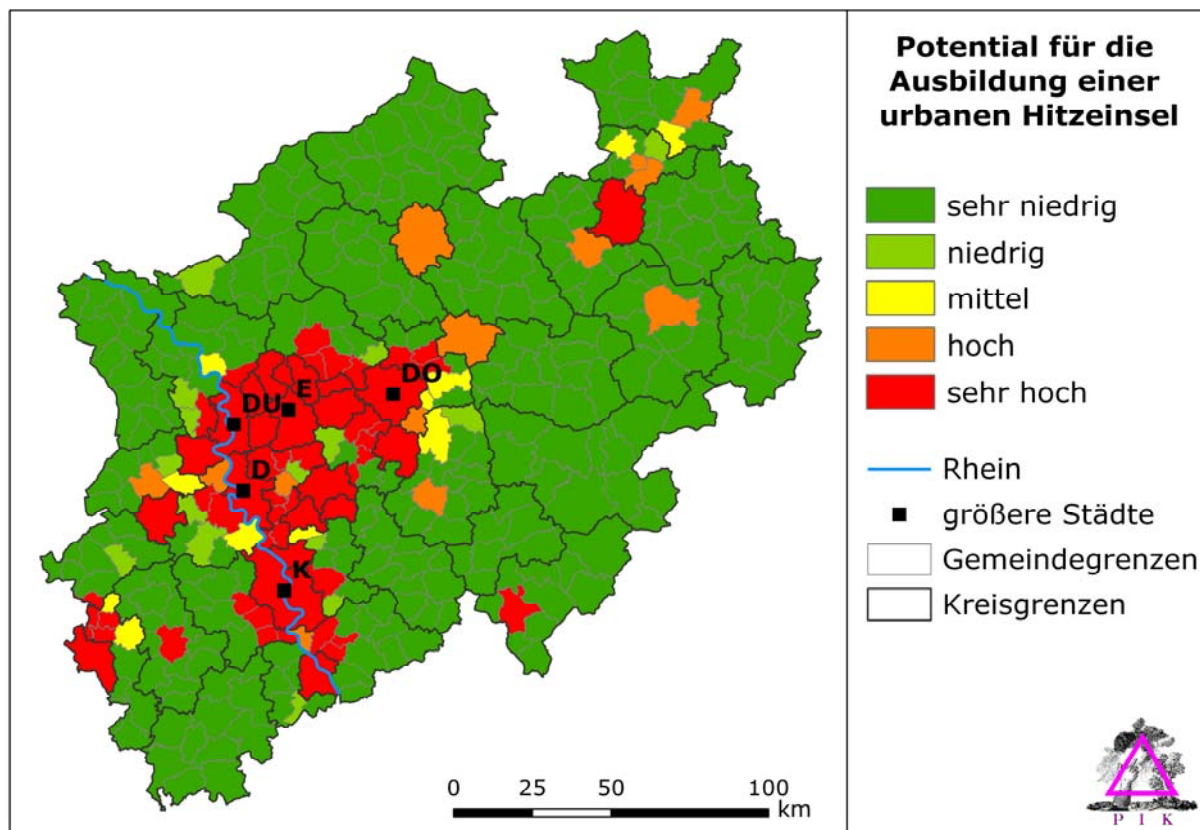 Potential für die
Ausbildung einer
urbanen Hitzeinsel
sehr niedrig
niedrig
mittel
hoch
sehr hoch
Rhein
größere Städte
Gemeindegrenzen
Kreisgrenzen
E
DO
DU
D
K
0 25 50 100
km
P I K